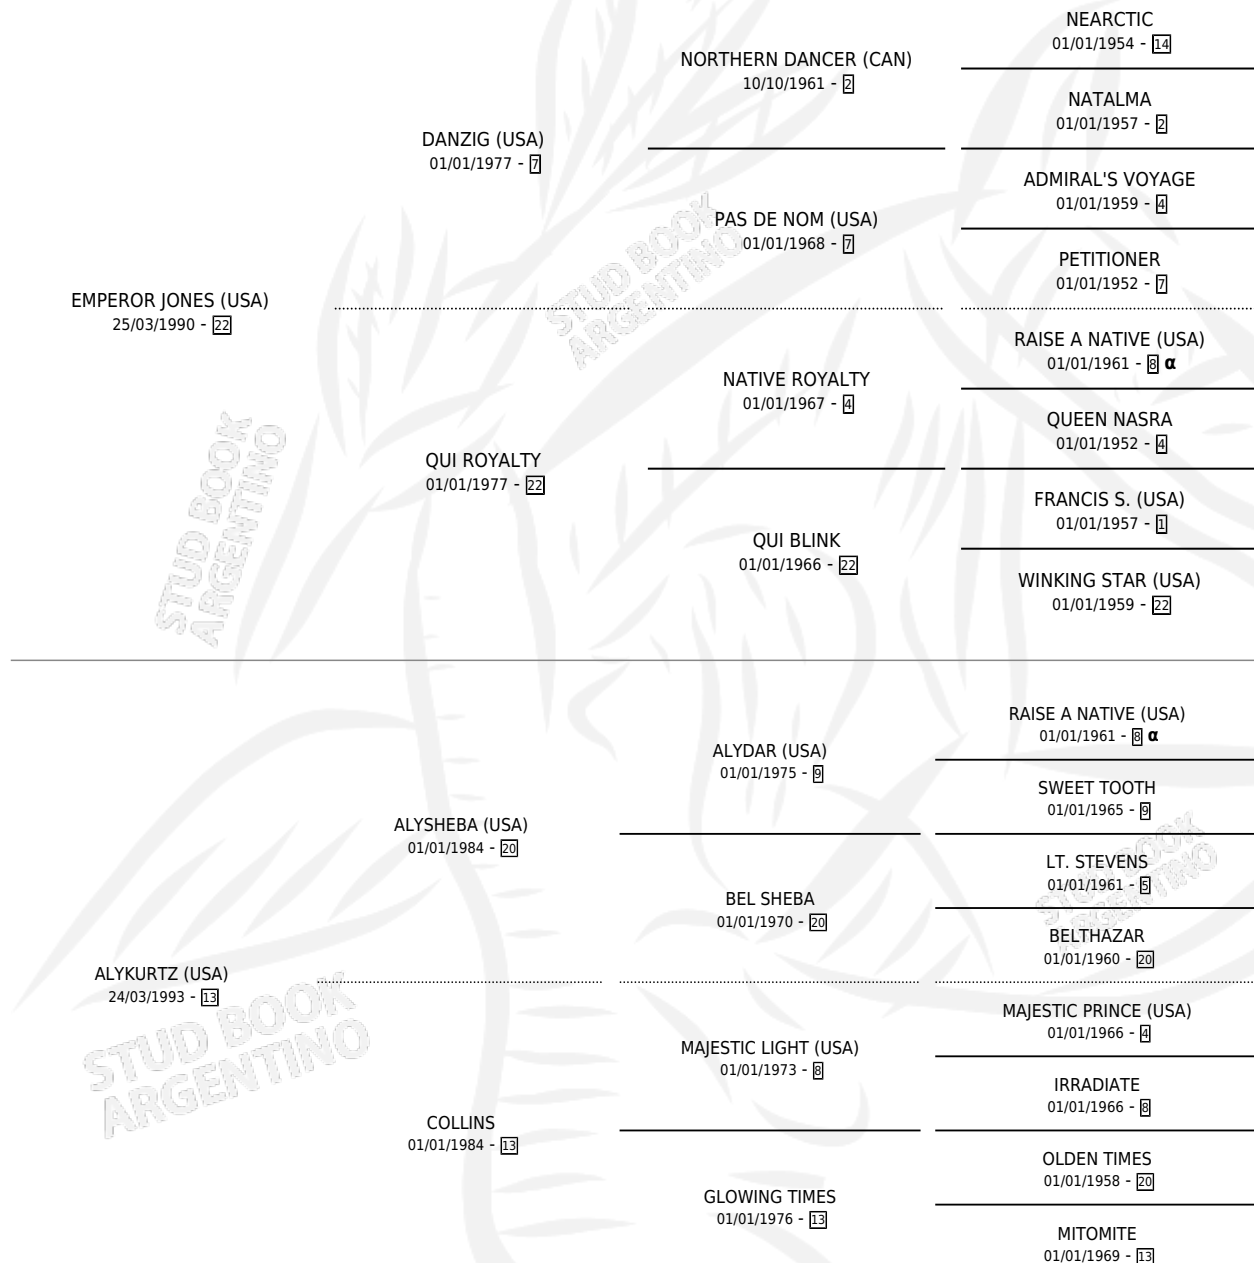 NEARCTIC
01/01/1954 - 14
NORTHERN DANCER (CAN)
10/10/1961 - 2
NATALMA
01/01/1957 - 2
DANZIG (USA)
01/01/1977 - 7
ADMIRAL'S VOYAGE
01/01/1959 - 4
PAS DE NOM (USA)
01/01/1968 - 7
PETITIONER
01/01/1952 - 7
EMPEROR JONES (USA)
25/03/1990 - 22
RAISE A NATIVE (USA)
01/01/1961 - 8 α
NATIVE ROYALTY
01/01/1967 - 4
QUEEN NASRA
01/01/1952 - 4
QUI ROYALTY
01/01/1977 - 22
FRANCIS S. (USA)
01/01/1957 - 1
QUI BLINK
01/01/1966 - 22
WINKING STAR (USA)
01/01/1959 - 22
STUD BOOK
ARGENTINO
STUD BOOK
ARGENTINO
RAISE A NATIVE (USA)
01/01/1961 - 8 α
ALYDAR (USA)
01/01/1975 - 9
SWEET TOOTH
01/01/1965 - 9
ALYSHEBA (USA)
01/01/1984 - 20
LT. STEVENS
01/01/1961 - 5
BEL SHEBA
01/01/1970 - 20
BELTHAZAR
01/01/1960 - 20
ALYKURTZ (USA)
24/03/1993 - 13
MAJESTIC PRINCE (USA)
01/01/1966 - 4
MAJESTIC LIGHT (USA)
01/01/1973 - 8
IRRADIATE
01/01/1966 - 8
COLLINS
01/01/1984 - 13
OLDEN TIMES
01/01/1958 - 20
GLOWING TIMES
01/01/1976 - 13
MITOMITE
01/01/1969 - 13
STUD BOOK
ARGENTINO
STUD BOOK
ARGENTINO